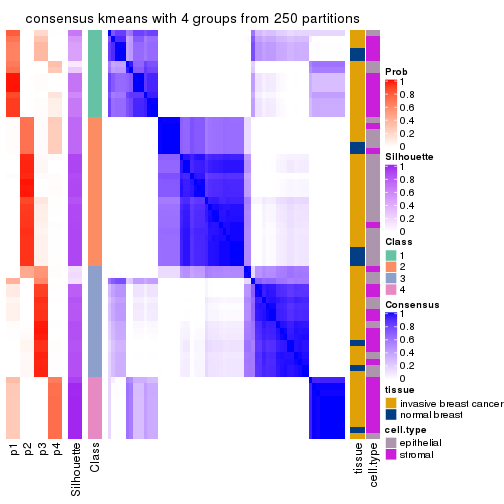 consensus kmeans with 4 groups from 250 partitions
Prob
1
0.8
0.6
0.4
0.2
0
Silhouette
1
0.8
0.6
0.4
0.2
0
Class
1
2
3
4
Consensus
1
0.8
0.6
0.4
0.2
0
tissue
invasive breast cancer
normal breast
cell.type
epithelial
stromal
p1
p2
p3
p4
Silhouette
Class
tissue
cell.type